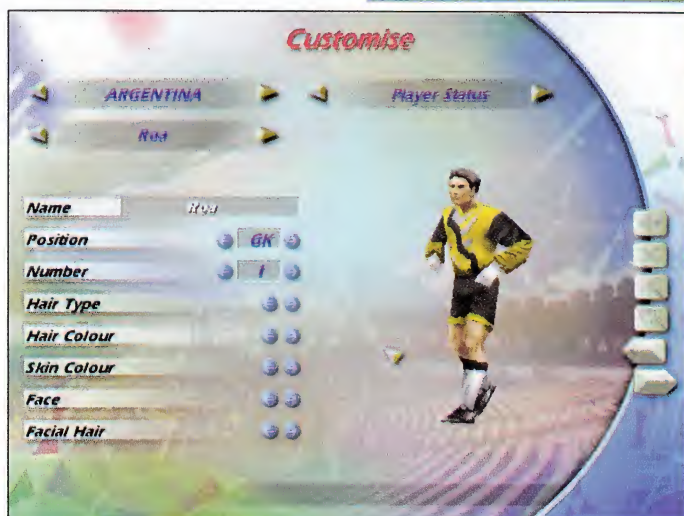 Customise
ARGENTINA
Player Status
Roa
Name Roa
Position GK
Number 1
Hair Type
Hair Colour
Skin Colour
Face
Facial Hair